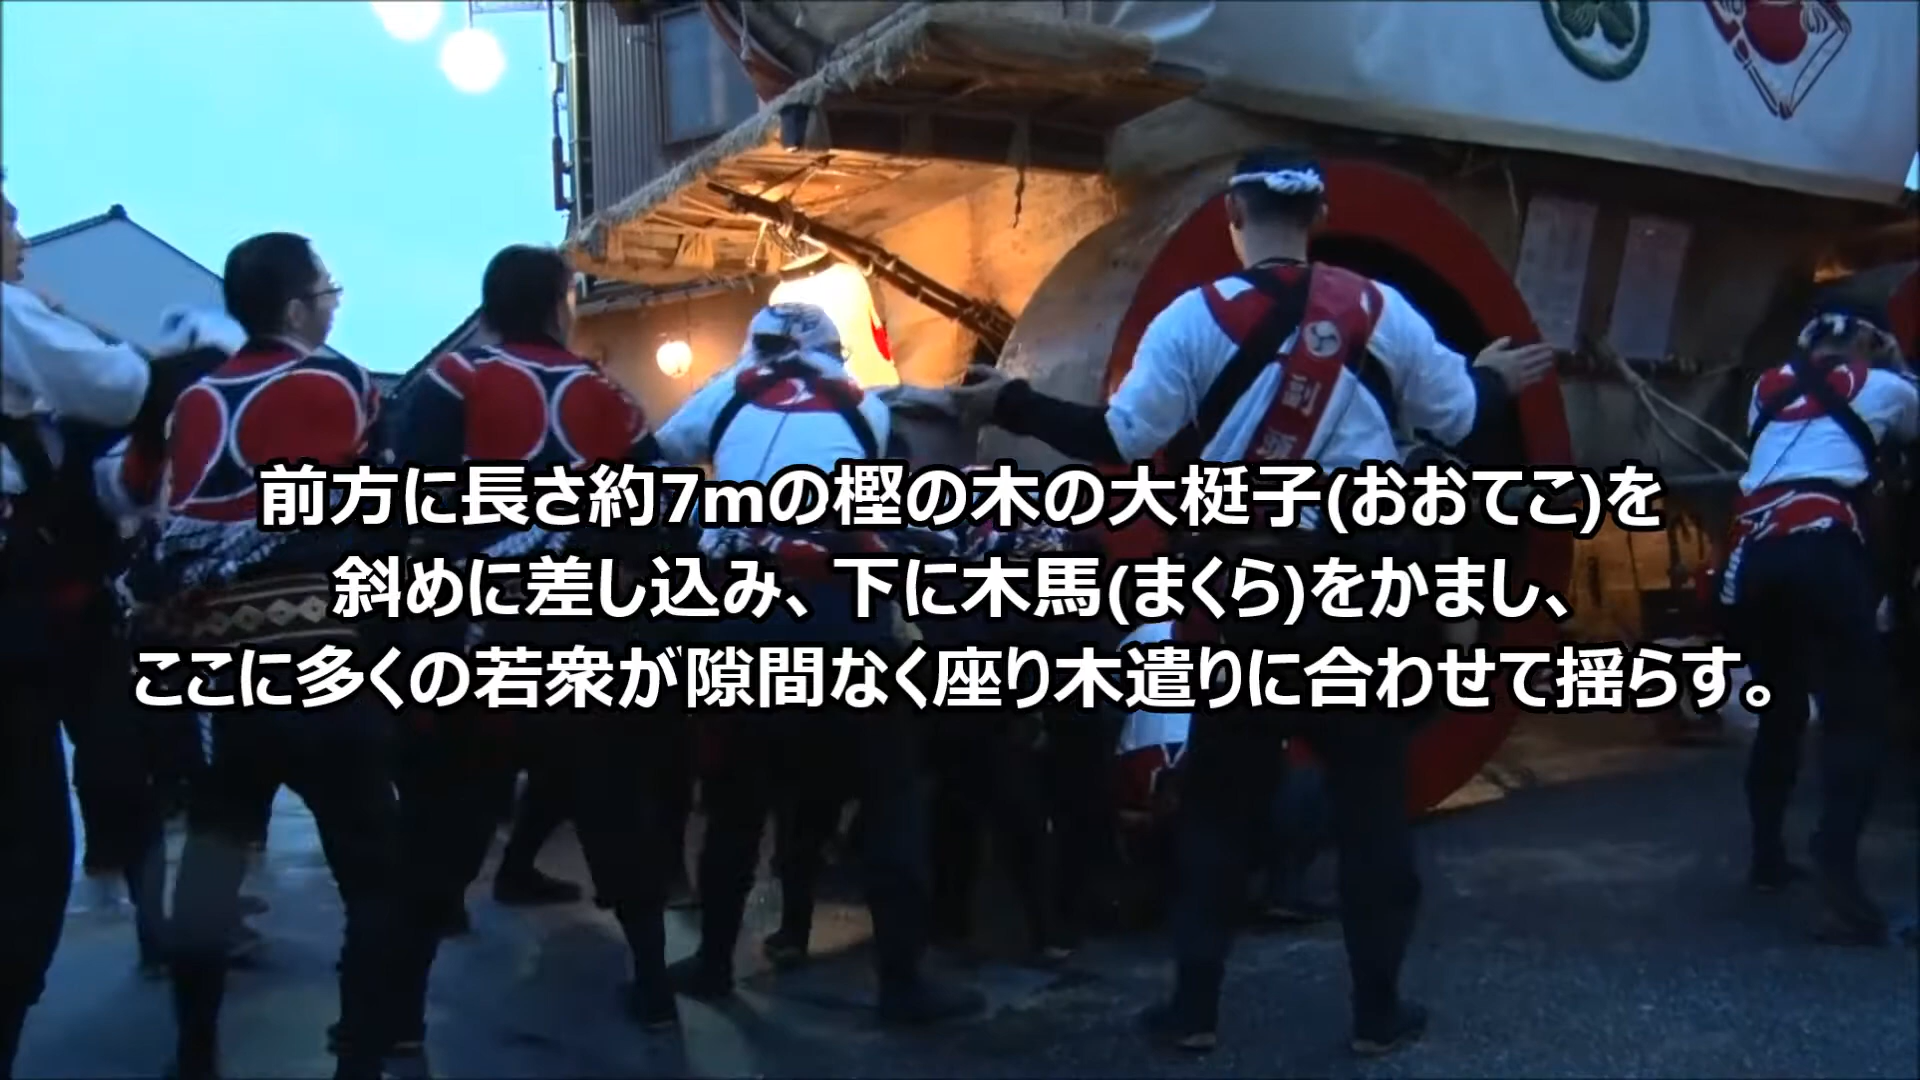 前方に長さ約7mの樫の木の大梃子(おおてこ)を
斜めに差し込み、下に木馬(まくら)をかまし、
ここに多くの若衆が隙間なく座り木遣りに合わせて揺らす。